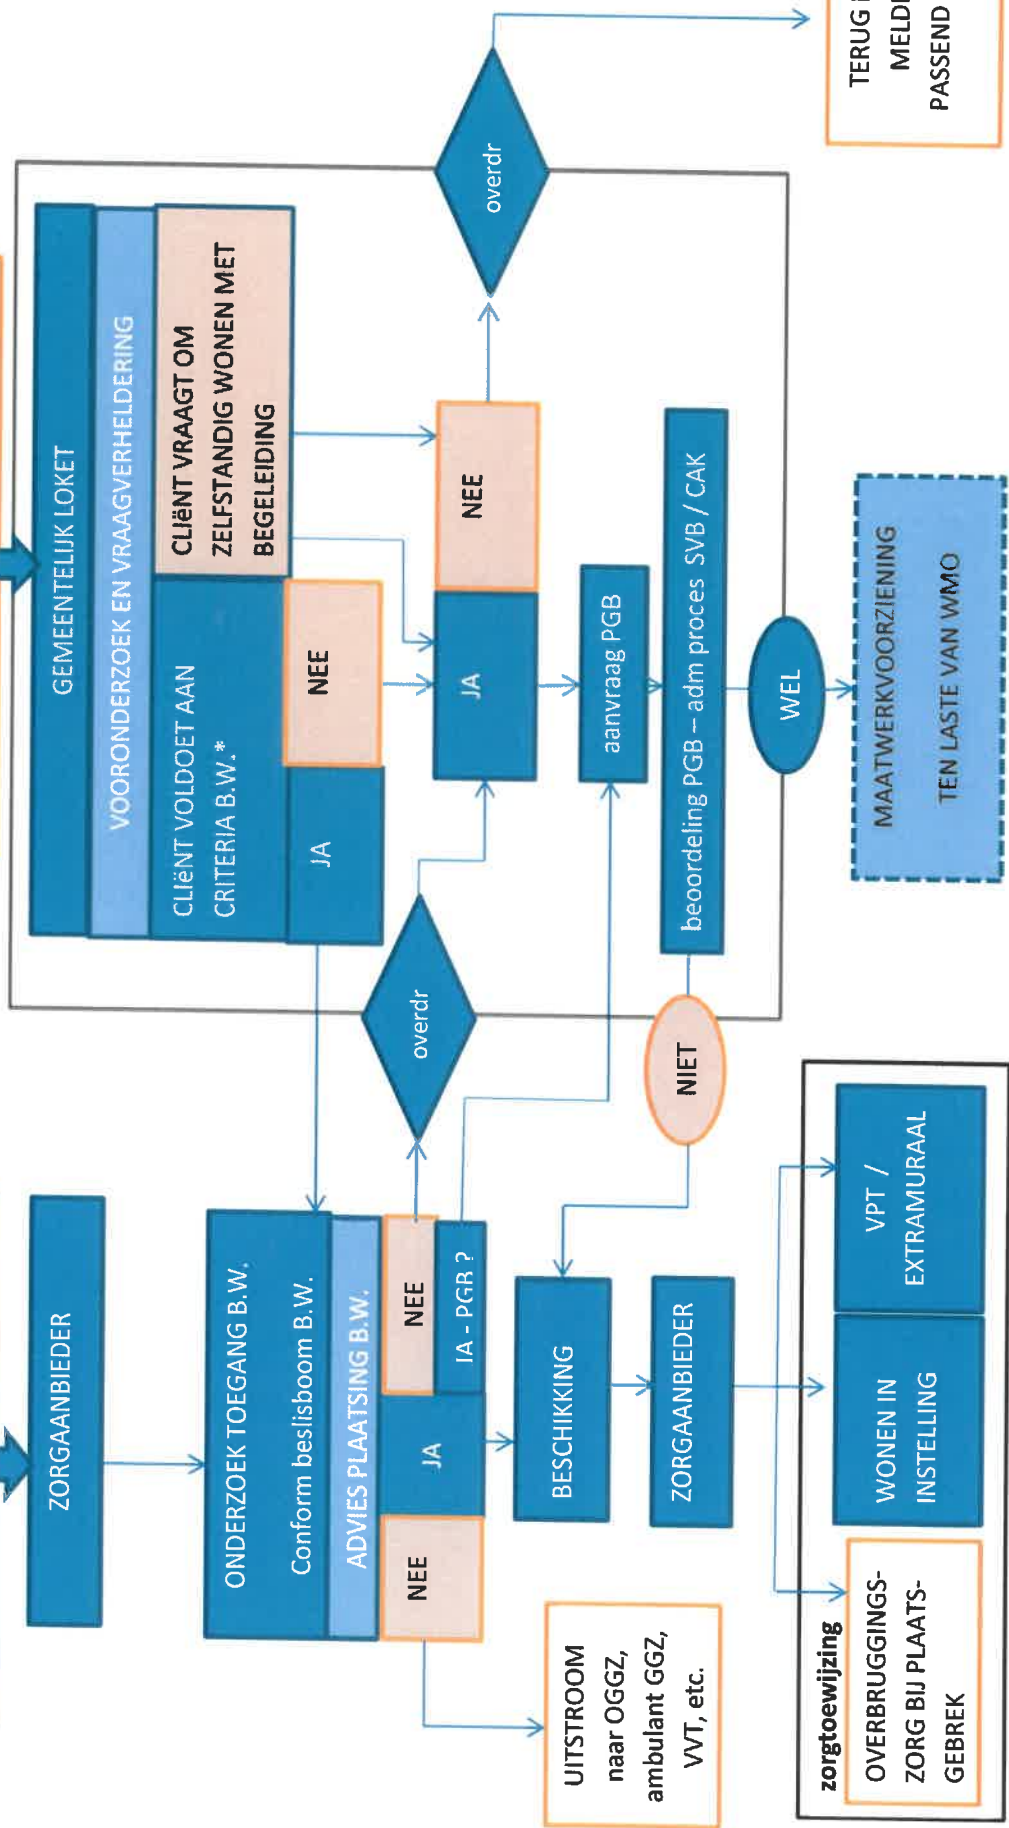 ZORGAANBIEDER
ONDERZOEK TOEGANG B.W.
Conform beslisboom B.W.
ADVIES PLAATSING B.W.
NEE
JA
NEE
JA - PGB ?
UITSTROOM
naar OGGZ,
ambulant GGZ,
VVT, etc.
BESCHIKKING
ZORGAANBIEDER
zorgtoewijzing
OVERBRUGGINGS-
ZORG BIJ PLAATS-
GEBREK
WONEN IN
INSTELLING
VPT /
EXTRAMURAAL
GEMEENTELIJK LOKET
VOORONDERZOEK EN VRAAGVERHELDERING
CLIëNT VOLDOET AAN
CRITERIA B.W.*
JA
NEE
CLIëNT VRAAGT OM
ZELFSTANDIG WONEN MET
BEGELEIDING
overdr
JA
NEE
overdr
aanvraag PGB
beoordeling PGB – adm proces SVB / CAK
NIET
WEL
MAATWERKVOORZIENING
TEN LASTE VAN WMO
TERUG
MELD
PASSEND